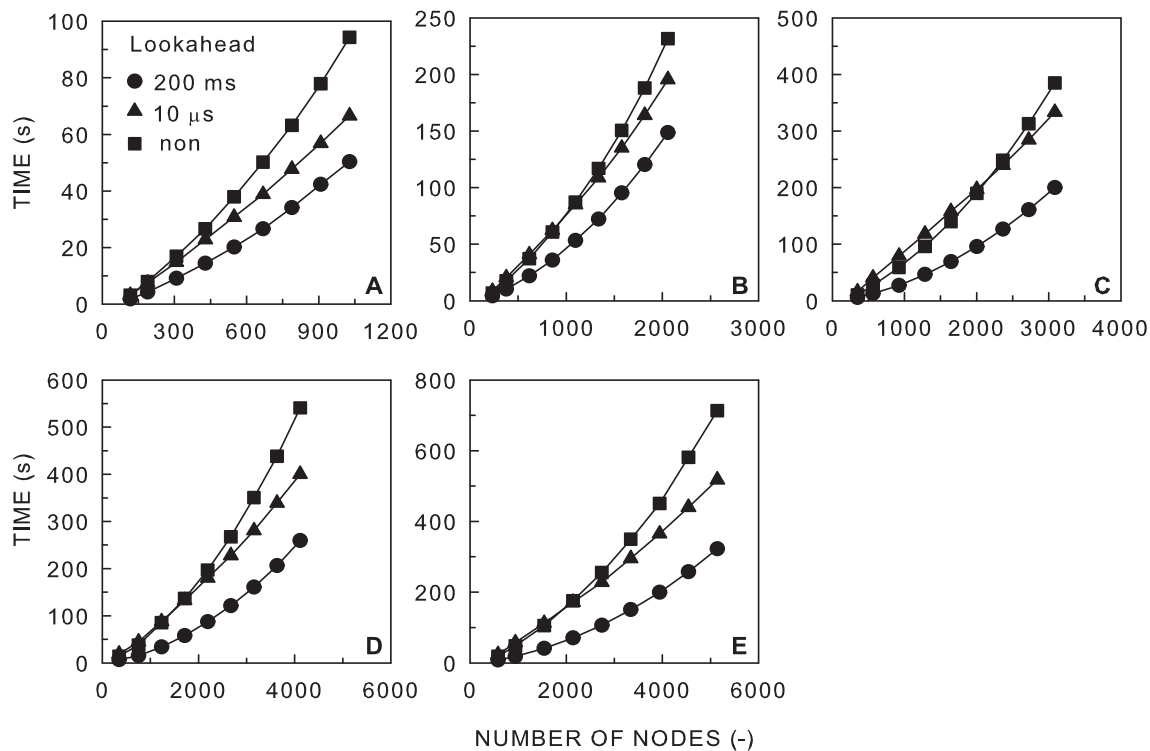 100
80
60
40
20
0
TIME (s)
Lookahead
200 ms
10 μs
non
A
0 300 600 900 1200
250
200
150
100
50
0
B
0 1000 2000 3000
500
400
300
200
100
0
C
0 1000 2000 3000 4000
600
500
400
300
200
100
0
TIME (s)
D
0 2000 4000 6000
800
600
400
200
0
E
0 2000 4000 6000
NUMBER OF NODES (-)